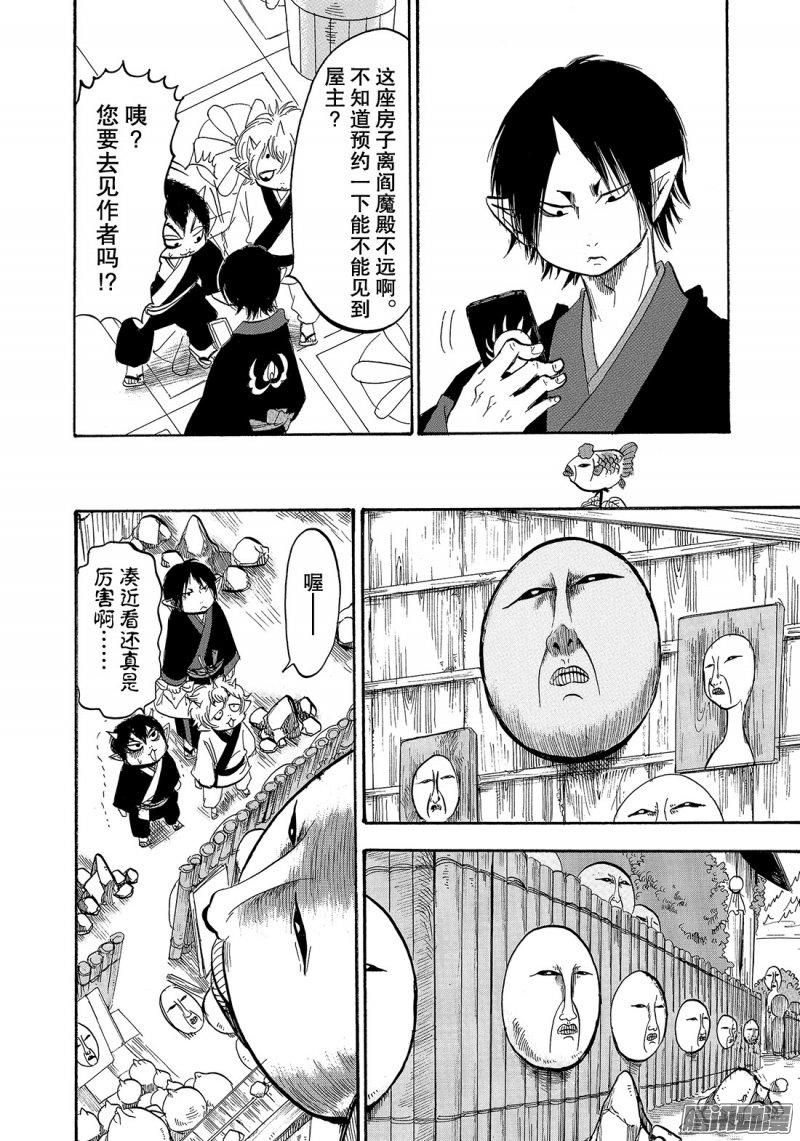 这座房子离阎魔殿不远啊。
不知道预约一下能不能见到
屋主？
咦？
您要去见作者吗!?
喔——
凑近看还真是
厉害啊……